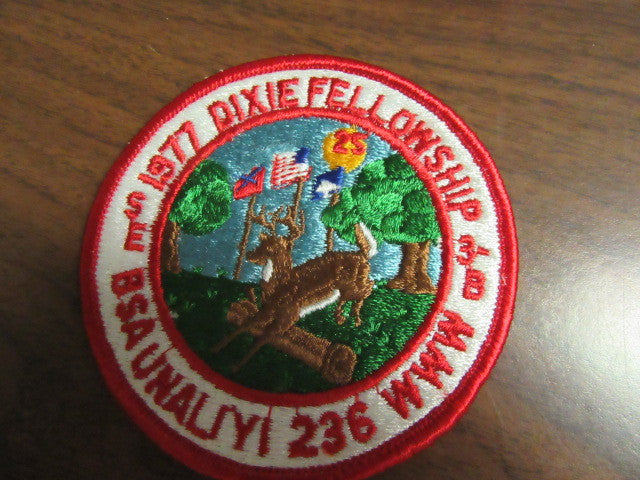 1977 DIXIE FELLOWSHIP
25
BSA UNALIYI 236 WWW